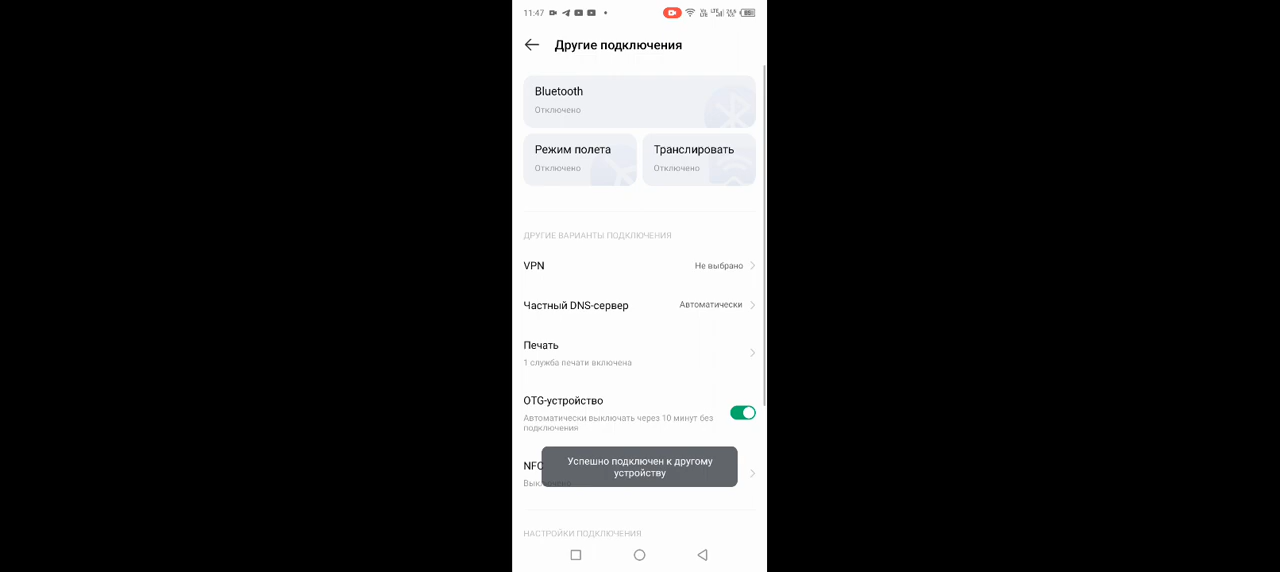 11:47
Другие подключения
Bluetooth
Отключено
Режим полета
Транслировать
Отключено
Отключено
ДРУГИЕ ВАРИАНТЫ ПОДКЛЮЧЕНИЯ
VPN
Не выбрано
Частный DNS-сервер
Автоматически
Печать
1 служба печати включена
OTG-устройство
Автоматически выключать через 10 минут без
подключения
Успешно подключен к другому
устройству
NFC
НАСТРОЙКИ ПОДКЛЮЧЕНИЯ